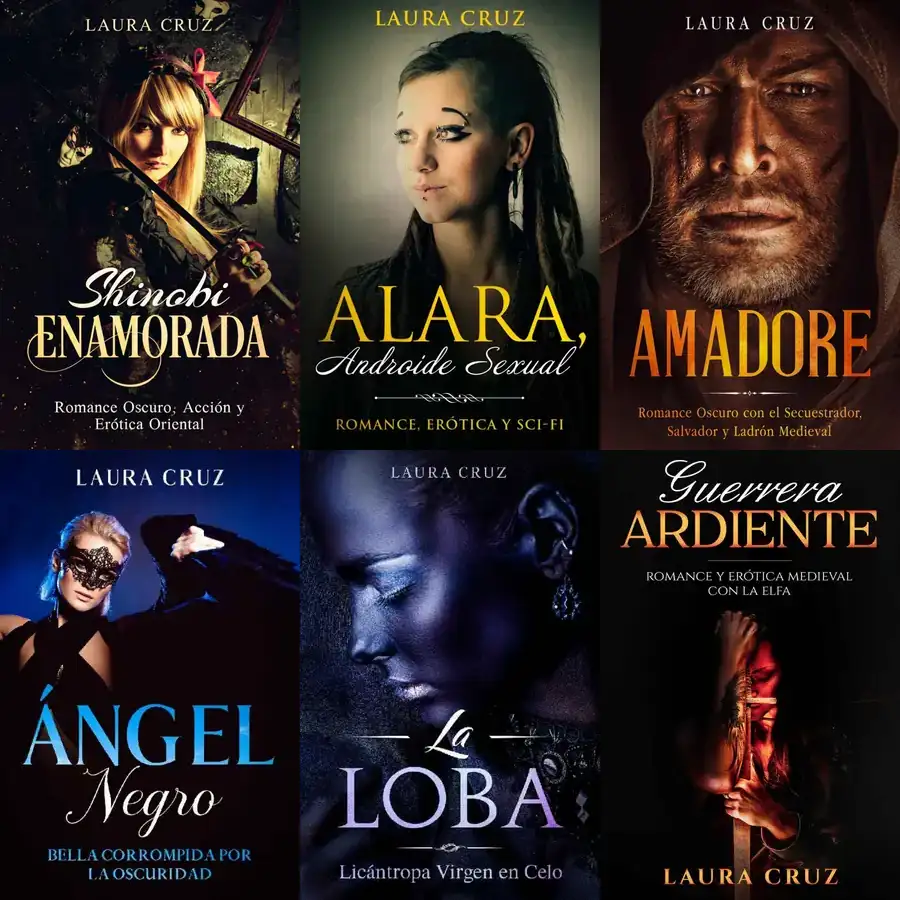 LAURA CRUZ
Shinobi
ENAMORADA
Romance Oscuro, Acción y
Erótica Oriental
LAURA CRUZ
ALARA,
Androide Sexual
ROMANCE, ERÓTICA Y SCI-FI
LAURA CRUZ
AMADORE
Romance Oscuro con el Secuestrador,
Salvador y Ladrón Medieval
LAURA CRUZ
ÁNGEL
Negro
BELLA CORROMPIDA POR
LA OSCURIDAD
LAURA CRUZ
La
LOBA
Licántropa Virgen en Celo
Guerrera
ARDIENTE
ROMANCE Y ERÓTICA MEDIEVAL
CON LA ELFA
LAURA CRUZ